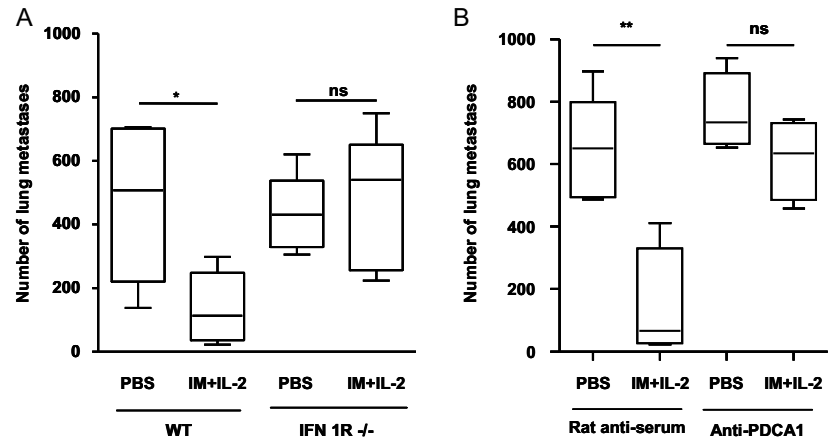 A
Number of lung metastases
1000
800
600
400
200
0
*
ns
PBS IM+IL-2 PBS IM+IL-2
WT IFN 1R -/-
B
Number of lung metastases
1000
800
600
400
200
0
**
ns
PBS IM+IL-2 PBS IM+IL-2
Rat anti-serum Anti-PDCA1